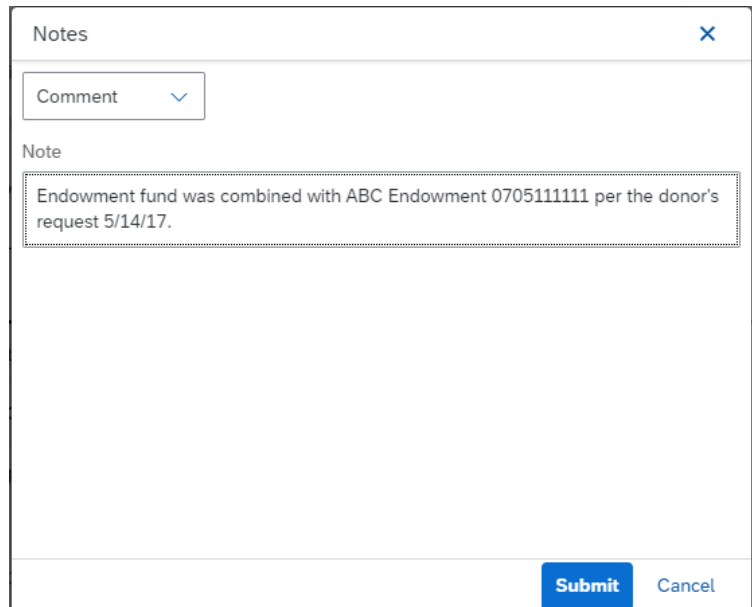 Notes
Comment
Note
Endowment fund was combined with ABC Endowment 0705111111 per the donor's
request 5/14/17.
Submit Cancel